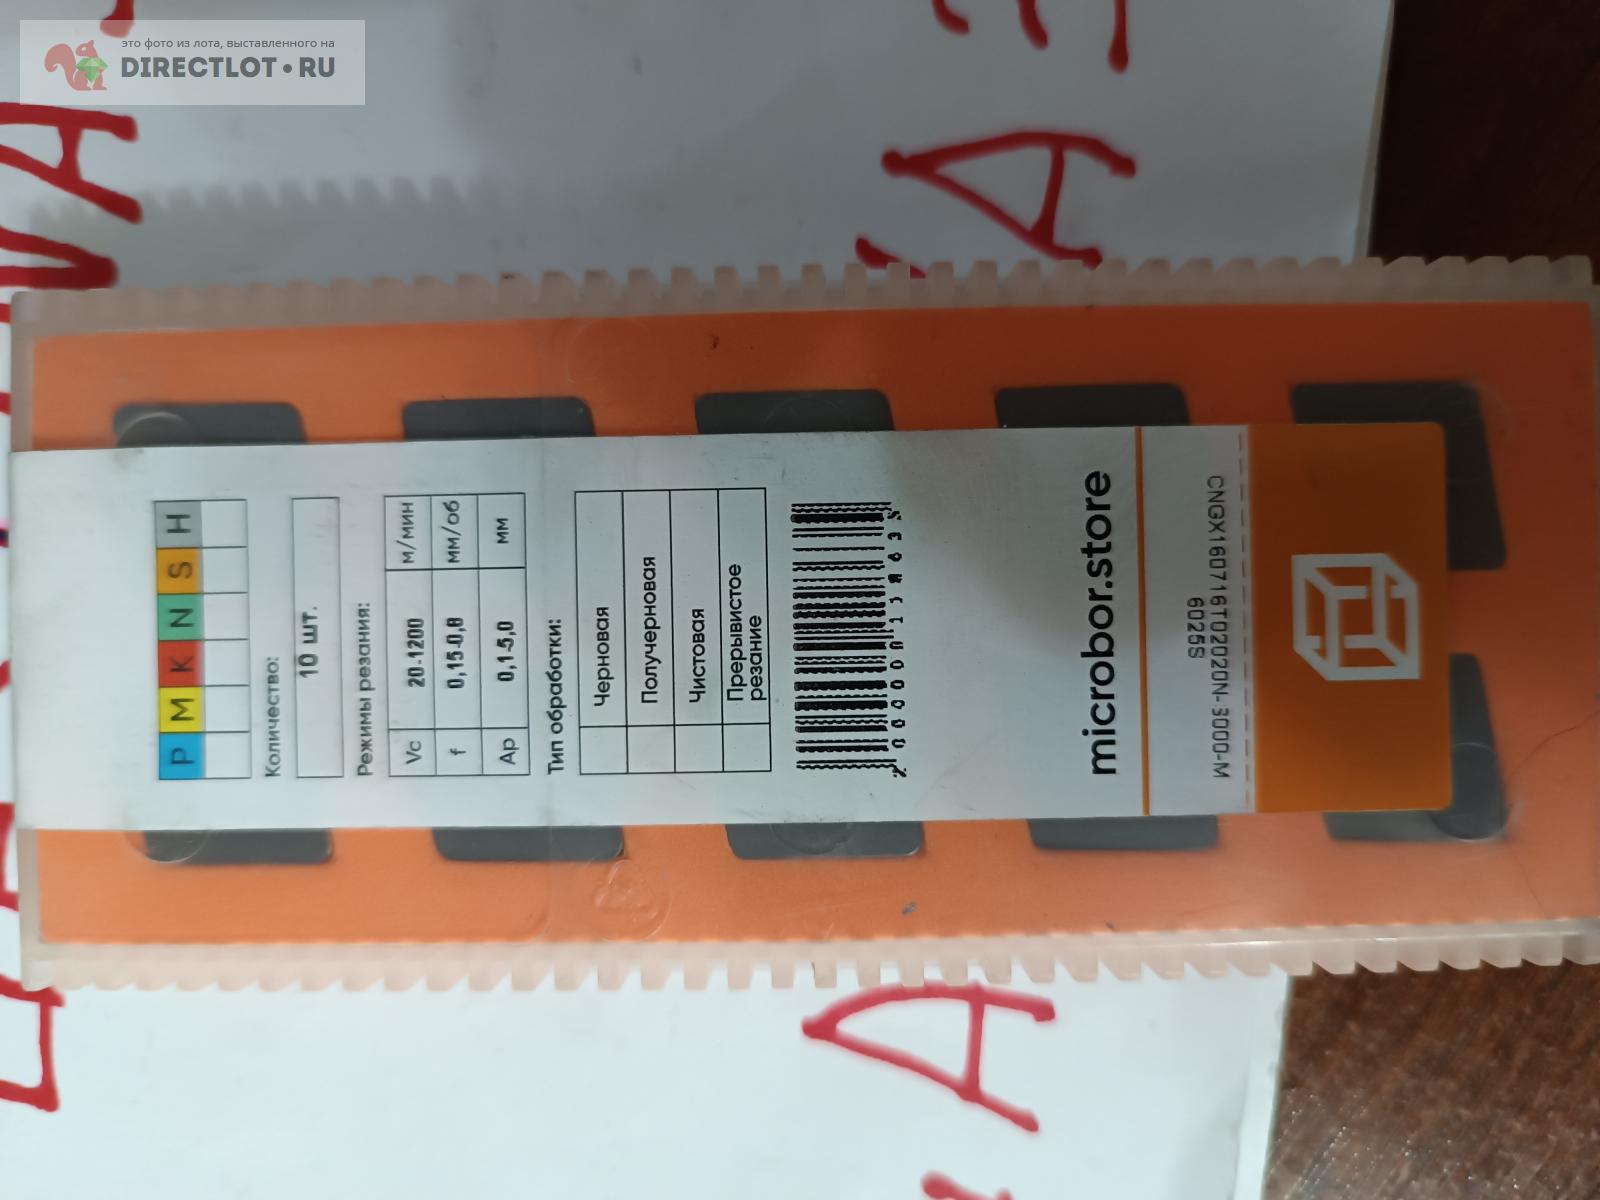 это фото из лота, выставленного на
DIRECTLOT.RU
P M K N S H
Количество:
10 шт.
Режимы резания:
Vc 20-1200 м/мин
f 0,15-0,8 мм/об
Ap 0,1-5,0 мм
Тип обработки:
Черновая
Получерновая
Чистовая
Прерывистое
резание
microbor.store
CNGX160716T02020N-S000-M
6025S